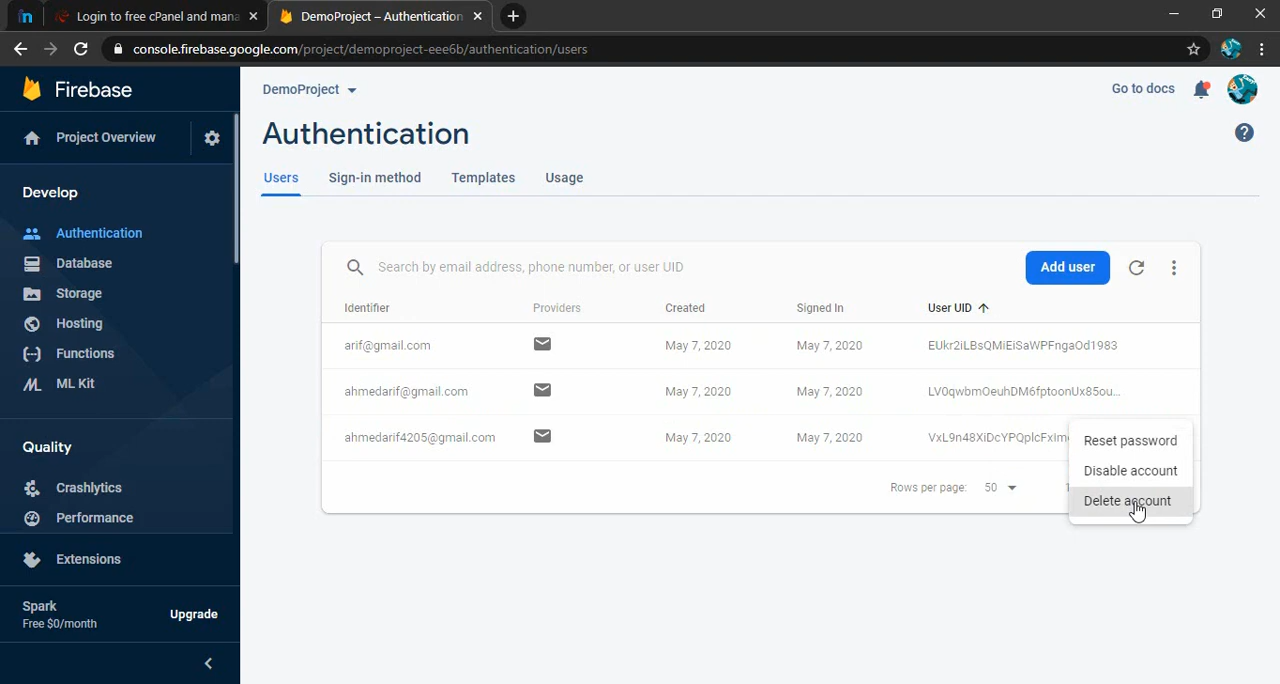 Login to free cPanel and mana
DemoProject – Authentication
console.firebase.google.com/project/demoproject-eee6b/authentication/users
Firebase
Project Overview
Develop
Authentication
Database
Storage
Hosting
Functions
ML Kit
Quality
Crashlytics
Performance
Extensions
Spark
Free $0/month
Upgrade
DemoProject
Go to docs
Authentication
Users Sign-in method Templates Usage
Search by email address, phone number, or user UID
Add user
Identifier Providers Created Signed In User UID
arif@gmail.com May 7, 2020 May 7, 2020 EUkr2iLBsQMiEiSaWPFngaOd1983
ahmedarif@gmail.com May 7, 2020 May 7, 2020 LV0qwbmOeuhDM6fptoonUx85ou...
ahmedarif4205@gmail.com May 7, 2020 May 7, 2020 VxL9n48XiDcYPQplcFxIm
Rows per page: 50
Reset password
Disable account
Delete account